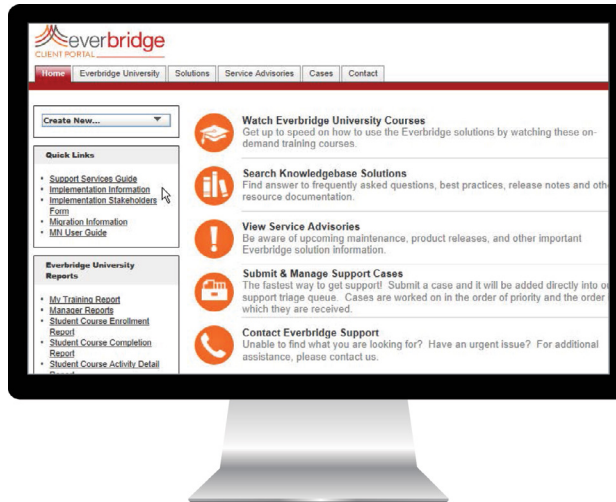 everbridge
CLIENT PORTAL
Home
Everbridge University
Solutions
Service Advisories
Cases
Contact
Create New...
Quick Links
Support Services Guide
Implementation Information
Implementation Stakeholders
Form
Migration Information
MN User Guide
Everbridge University
Reports
My Training Report
Manager Reports
Student Course Enrollment
Report
Student Course Completion
Report
Student Course Activity Detail
Watch Everbridge University Courses
Get up to speed on how to use the Everbridge solutions by watching these on-
demand training courses.
Search Knowledgebase Solutions
Find answer to frequently asked questions, best practices, release notes and oth
resource documentation.
View Service Advisories
Be aware of upcoming maintenance, product releases, and other important
Everbridge solution information.
Submit & Manage Support Cases
The fastest way to get support! Submit a case and it will be added directly into o
support triage queue. Cases are worked on in the order of priority and the order
which they are received.
Contact Everbridge Support
Unable to find what you are looking for? Have an urgent issue? For additional
assistance, please contact us.